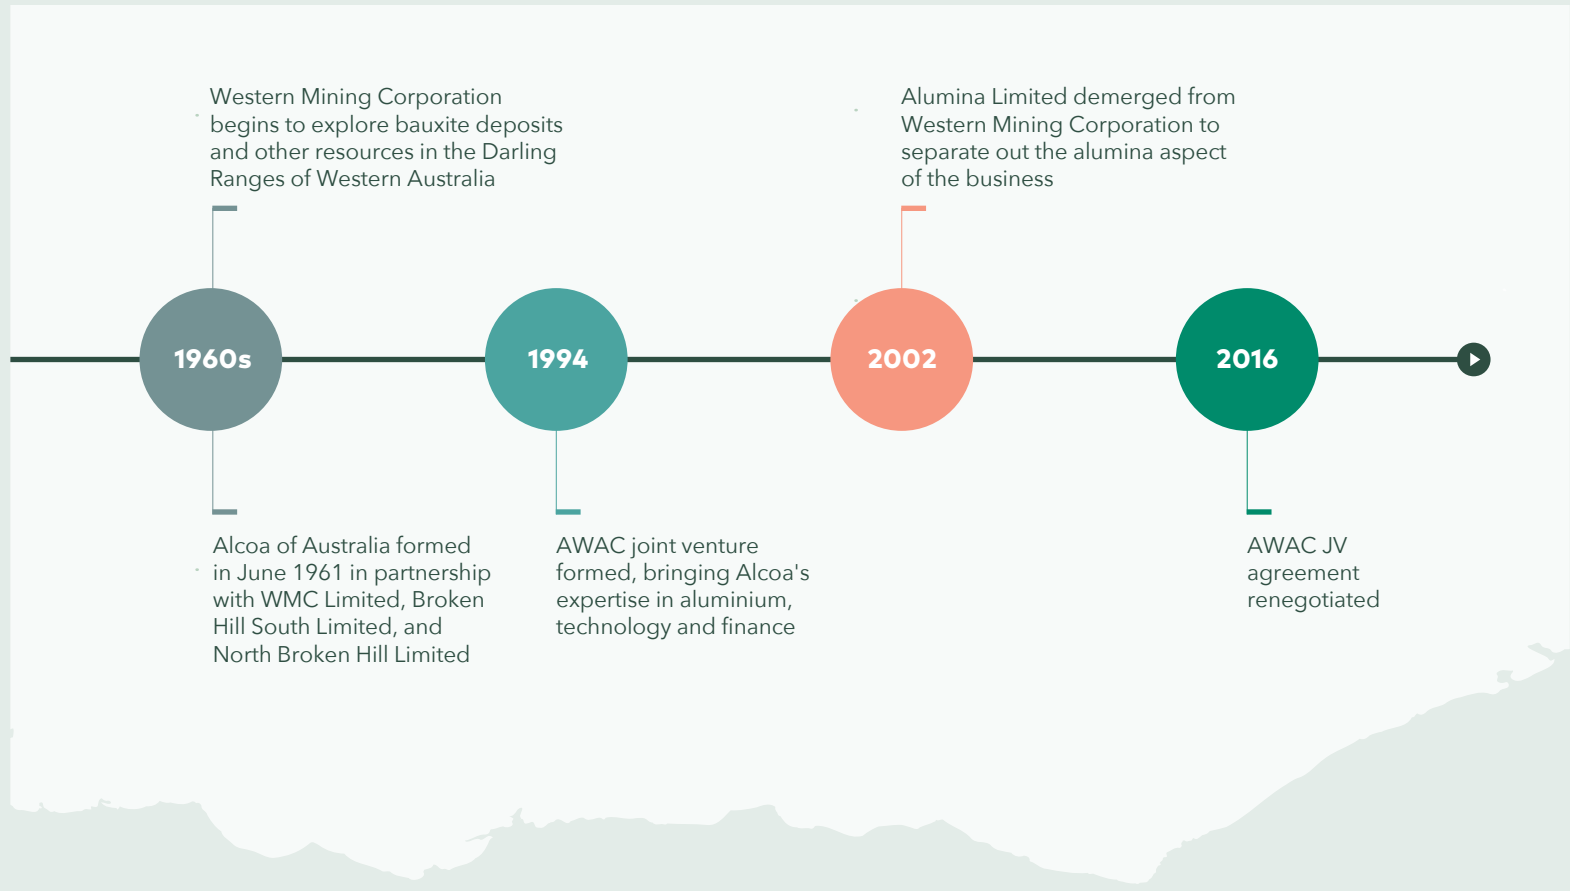 Western Mining Corporation
begins to explore bauxite deposits
and other resources in the Darling
Ranges of Western Australia
Alumina Limited demerged from
Western Mining Corporation to
separate out the alumina aspect
of the business
1960s
1994
2002
2016
Alcoa of Australia formed
in June 1961 in partnership
with WMC Limited, Broken
Hill South Limited, and
North Broken Hill Limited
AWAC joint venture
formed, bringing Alcoa's
expertise in aluminium,
technology and finance
AWAC JV
agreement
renegotiated